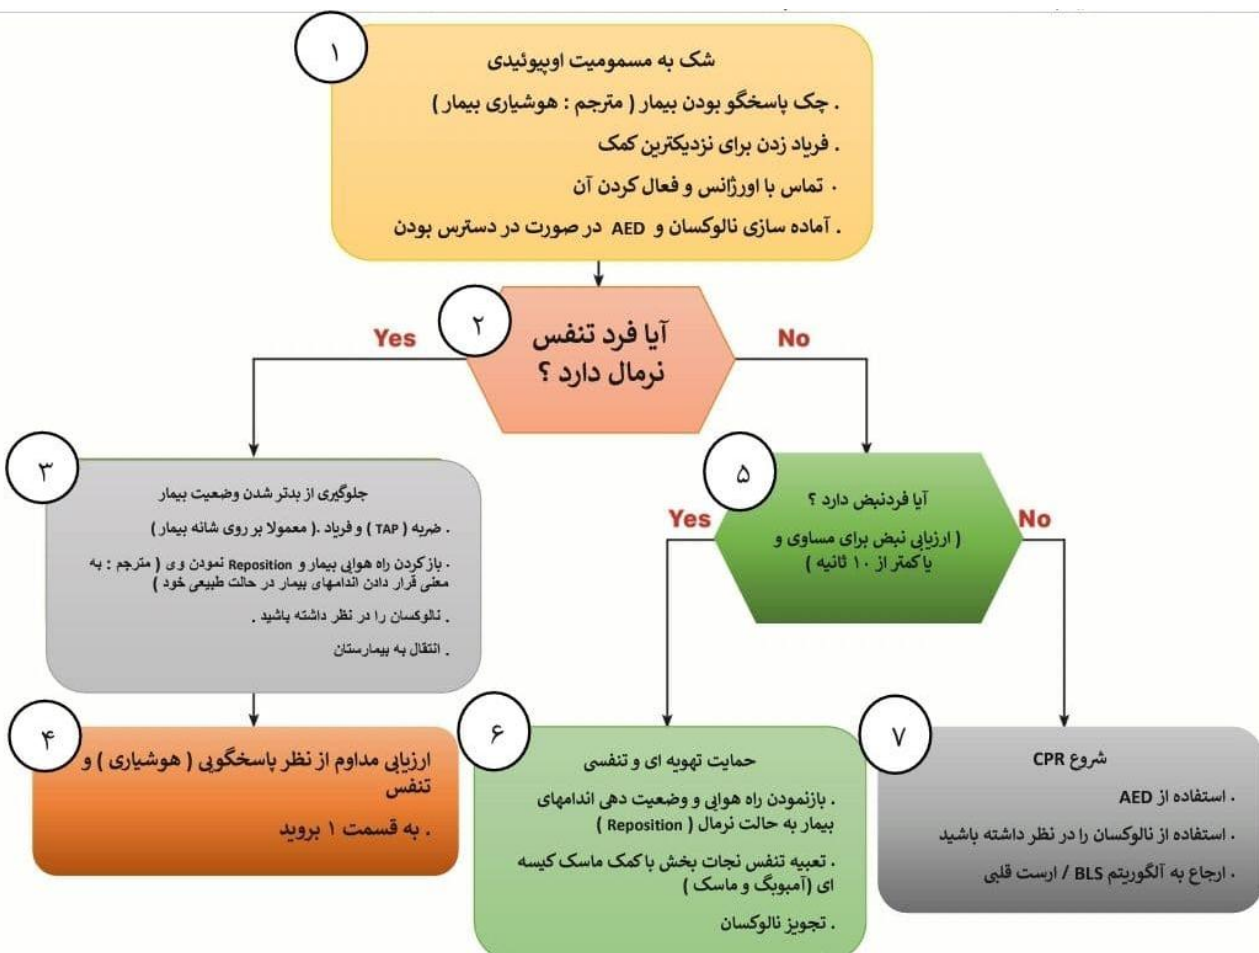 ۱
شک به مسمومیت اوپیوئیدی
. چک پاسخگو بودن بیمار ( مترجم : هوشیاری بیمار )
. فریاد زدن برای نزدیکترین کمک
. تماس با اورژانس و فعال کردن آن
. آماده سازی نالوکسان و AED در صورت در دسترس بودن
۲
آیا فرد تنفس
نرمال دارد ؟
Yes
No
۳
جلوگیری از بدتر شدن وضعیت بیمار
. ضربه ( TAP ) و فریاد .( معمولا بر روی شانه بیمار )
. باز کردن راه هوایی بیمار و Reposition نمودن وی ( مترجم : به
معنی قرار دادن اندامهای بیمار در حالت طبیعی خود )
. نالوکسان را در نظر داشته باشید .
. انتقال به بیمارستان
۴
ارزیابی مداوم از نظر پاسخگویی ( هوشیاری ) و
تنفس
. به قسمت ۱ بروید
۵
آیا فردنبض دارد ؟
( ارزیابی نبض برای مساوی و
یاکمتر از ۱۰ ثانیه )
Yes
No
۶
حمایت تهویه ای و تنفسی
. بازنمودن راه هوایی و وضعیت دهی اندامهای
بیمار به حالت نرمال ( Reposition )
. تعبیه تنفس نجات بخش با کمک ماسک کیسه
ای (آمبوبگ و ماسک )
. تجویز نالوکسان
۷
شروع CPR
. استفاده از AED
. استفاده از نالوکسان را در نظر داشته باشید
. ارجاع به آلگوریتم BLS / ارست قلبی